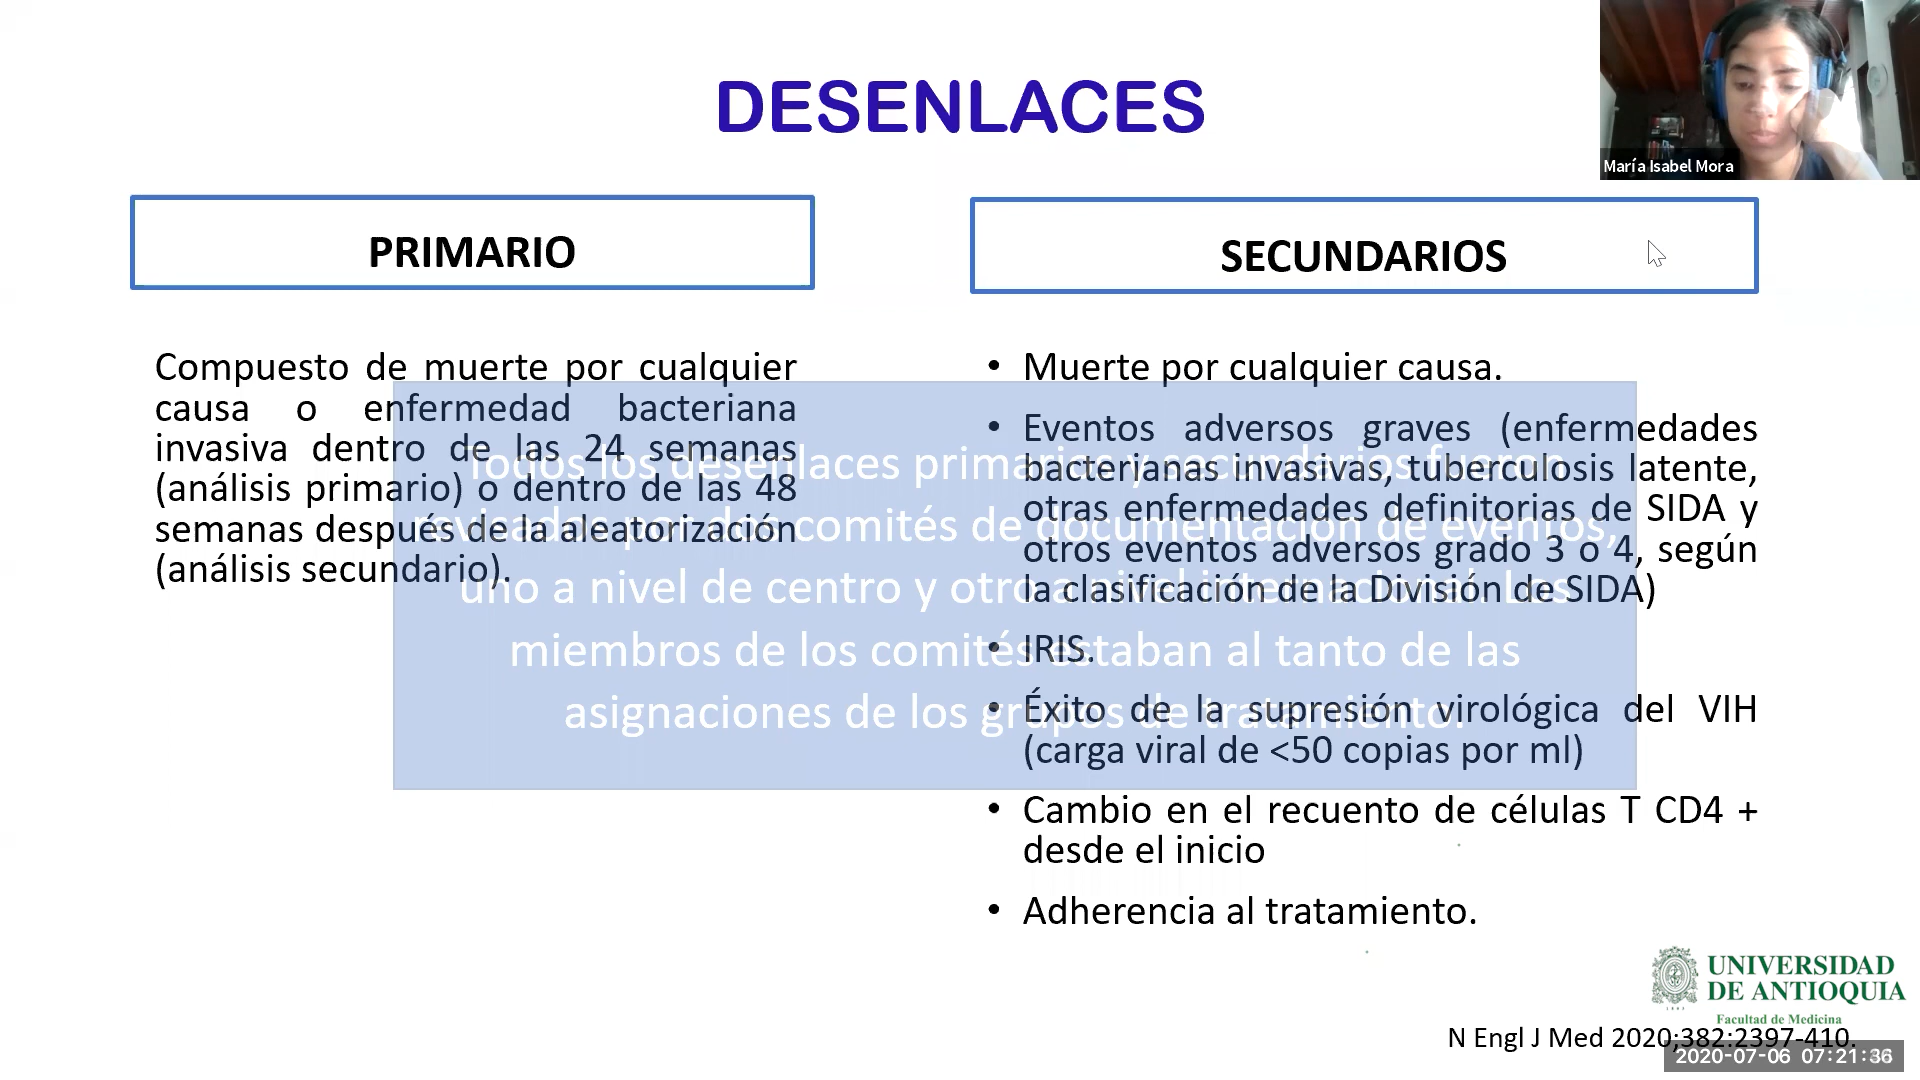 DESENLACES
María Isabel Mora
PRIMARIO
Compuesto de muerte por cualquier
causa o enfermedad bacteriana
invasiva dentro de las 24 semanas
(análisis primario) o dentro de las 48
semanas después de la aleatorización
(análisis secundario).
SECUNDARIOS
• Muerte por cualquier causa.
• Eventos adversos graves (enfermedades
bacterianas invasivas, tuberculosis latente,
otras enfermedades definitorias de SIDA y
otros eventos adversos grado 3 o 4, según
la clasificación de la División de SIDA)
• IRIS.
• Éxito de la supresión virológica del VIH
(carga viral de <50 copias por ml)
• Cambio en el recuento de células T CD4 +
desde el inicio
• Adherencia al tratamiento.
Todos los desenlaces primarios y secundarios fueron
revisados por dos comités de documentación de eventos,
uno a nivel de centro y otro a nivel internacional. Los
miembros de los comités estaban al tanto de las
asignaciones de los grupos de tratamiento.
UNIVERSIDAD
DE ANTIOQUIA
1803
Facultad de Medicina
N Engl J Med 2020;382:2397-410.
2020-07-06 07:21:36